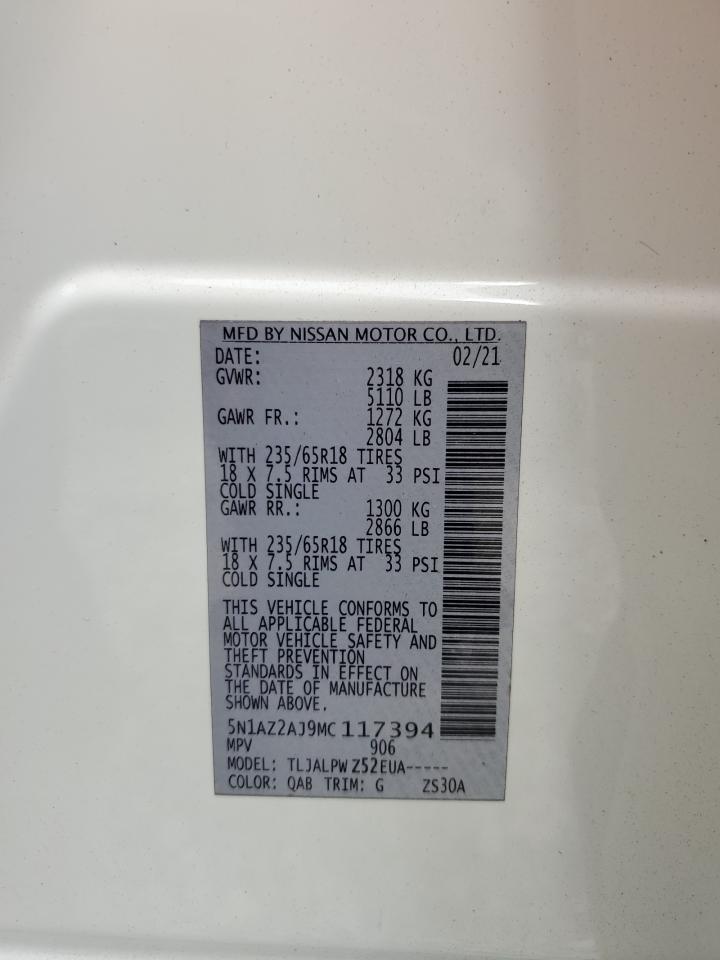 MFD BY NISSAN MOTOR CO., LTD.
DATE: 02/21
GVWR: 2318 KG
5110 LB
GAWR FR.: 1272 KG
2804 LB
WITH 235/65R18 TIRES
18 X 7.5 RIMS AT 33 PSI
COLD SINGLE
GAWR RR.: 1300 KG
2866 LB
WITH 235/65R18 TIRES
18 X 7.5 RIMS AT 33 PSI
COLD SINGLE
THIS VEHICLE CONFORMS TO
ALL APPLICABLE FEDERAL
MOTOR VEHICLE SAFETY AND
THEFT PREVENTION
STANDARDS IN EFFECT ON
THE DATE OF MANUFACTURE
SHOWN ABOVE.
5N1AZ2AJ9MC117394
MPV 906
MODEL: TLJALPWZ52EUA-----
COLOR: QAB TRIM: G ZS30A